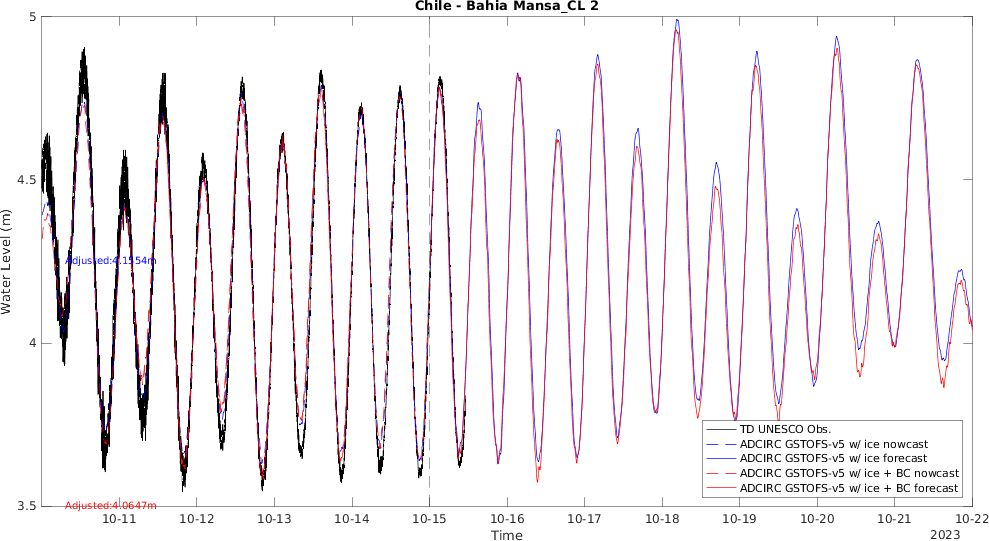 Chile - Bahia Mansa_CL 2
5
4.5
4
3.5
Water Level (m)
Adjusted:4.1554m
Adjusted:4.0647m
TD UNESCO Obs.
ADCIRC GSTOFS-v5 w/ ice nowcast
ADCIRC GSTOFS-v5 w/ ice forecast
ADCIRC GSTOFS-v5 w/ ice + BC nowcast
ADCIRC GSTOFS-v5 w/ ice + BC forecast
10-11 10-12 10-13 10-14 10-15 10-16 10-17 10-18 10-19 10-20 10-21 10-22
Time
2023